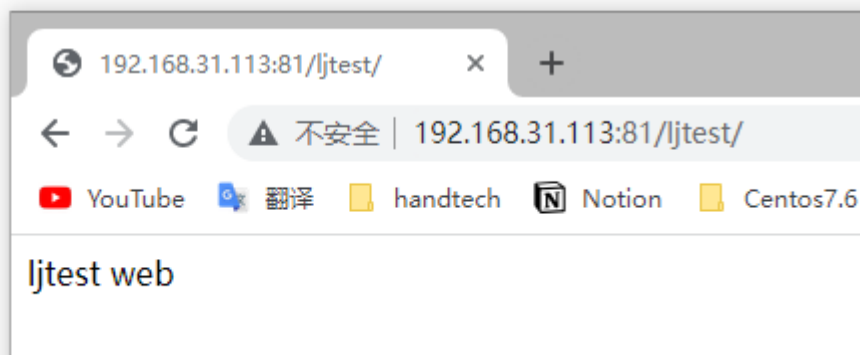 192.168.31.113:81/ljtest/
不安全 192.168.31.113:81/ljtest/
YouTube 翻译 handtech Notion Centos7.6
ljtest web